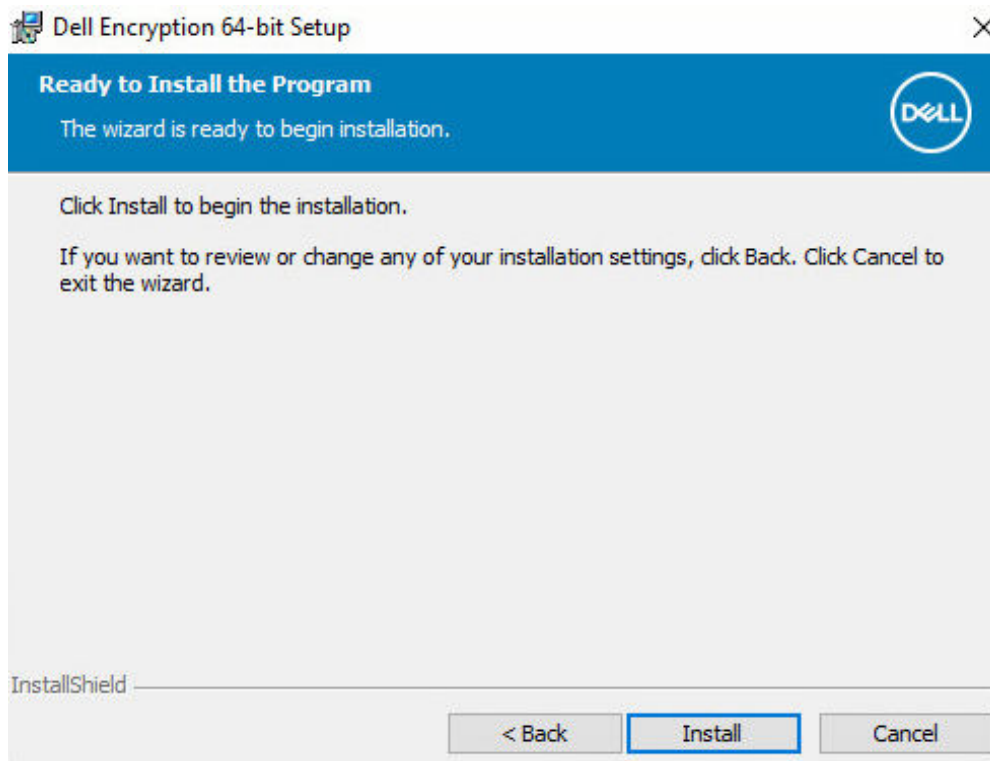 Dell Encryption 64-bit Setup
Ready to Install the Program
The wizard is ready to begin installation.
DELL
Click Install to begin the installation.
If you want to review or change any of your installation settings, click Back. Click Cancel to
exit the wizard.
InstallShield
< Back
Install
Cancel